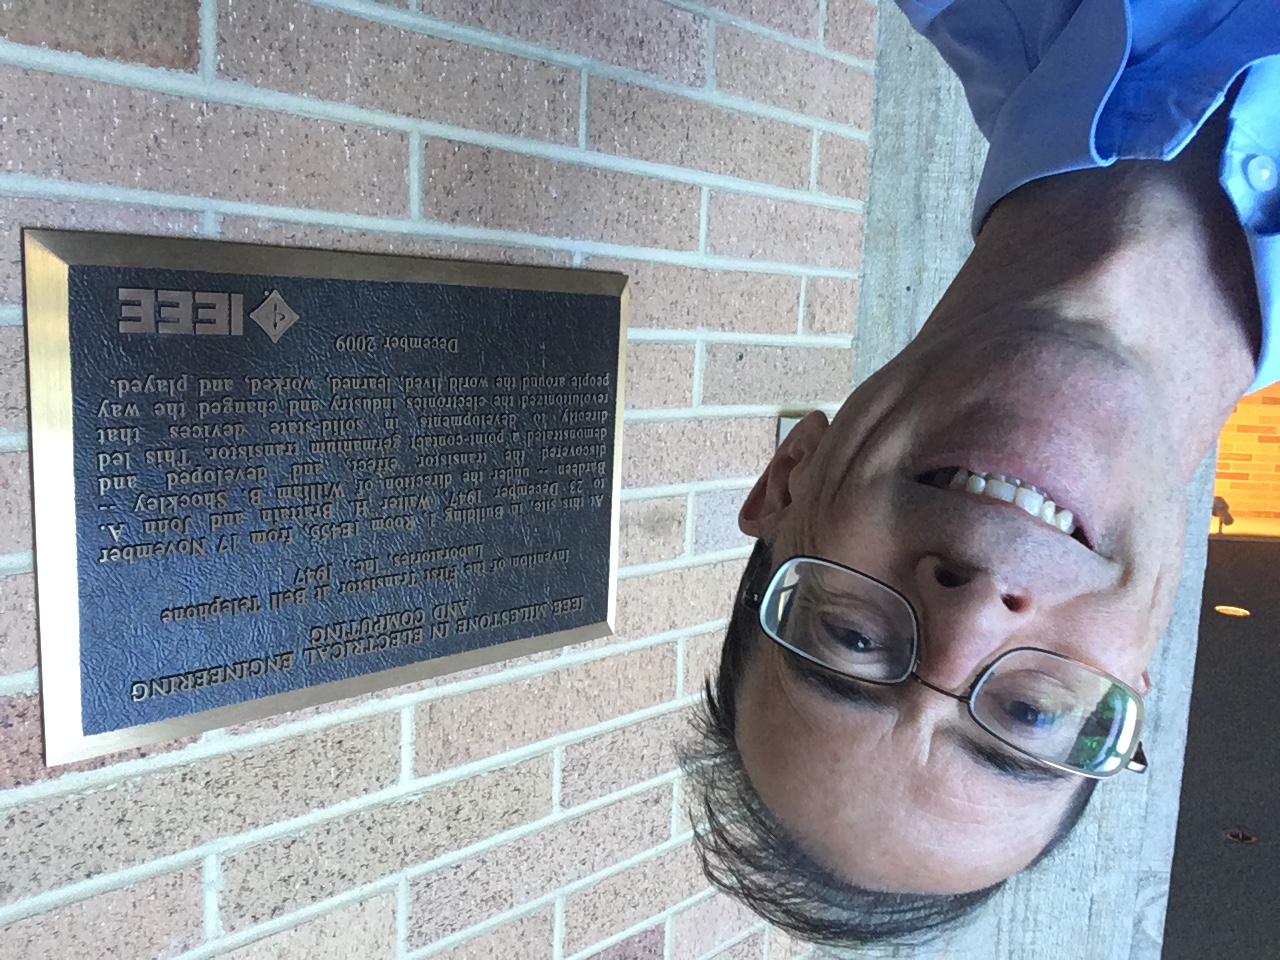 IEEE MILESTONE IN ELECTRICAL ENGINEERING
AND COMPUTING
Invention of the First Transistor at Bell Telephone
Laboratories, Inc., 1947
At this site, in Building 1, Room 1E455, from 17 November
to 23 December 1947, Walter H. Brattain and John A.
Bardeen -- under the direction of William B. Shockley --
discovered the transistor effect, and developed and
demonstrated a point-contact germanium transistor. This led
directly to developments in solid-state devices that
revolutionized the electronics industry and changed the way
people around the world lived, learned, worked, and played.
December 2009
IEEE